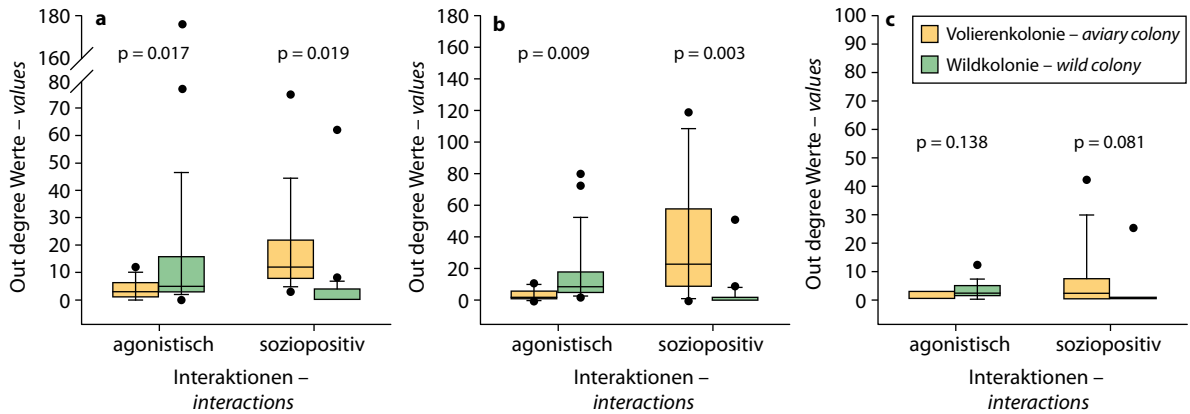 a
Out degree Werte – values
180
160
80
70
60
50
40
30
20
10
0
p = 0.017
p = 0.019
agonistisch
soziopositiv
Interaktionen –
interactions
b
Out degree Werte – values
180
160
140
120
100
80
60
40
20
0
p = 0.009
p = 0.003
agonistisch
soziopositiv
Interaktionen –
interactions
c
Out degree Werte – values
100
90
80
70
60
50
40
30
20
10
0
Volierenkolonie – aviary colony
Wildkolonie – wild colony
p = 0.138
p = 0.081
agonistisch
soziopositiv
Interaktionen –
interactions